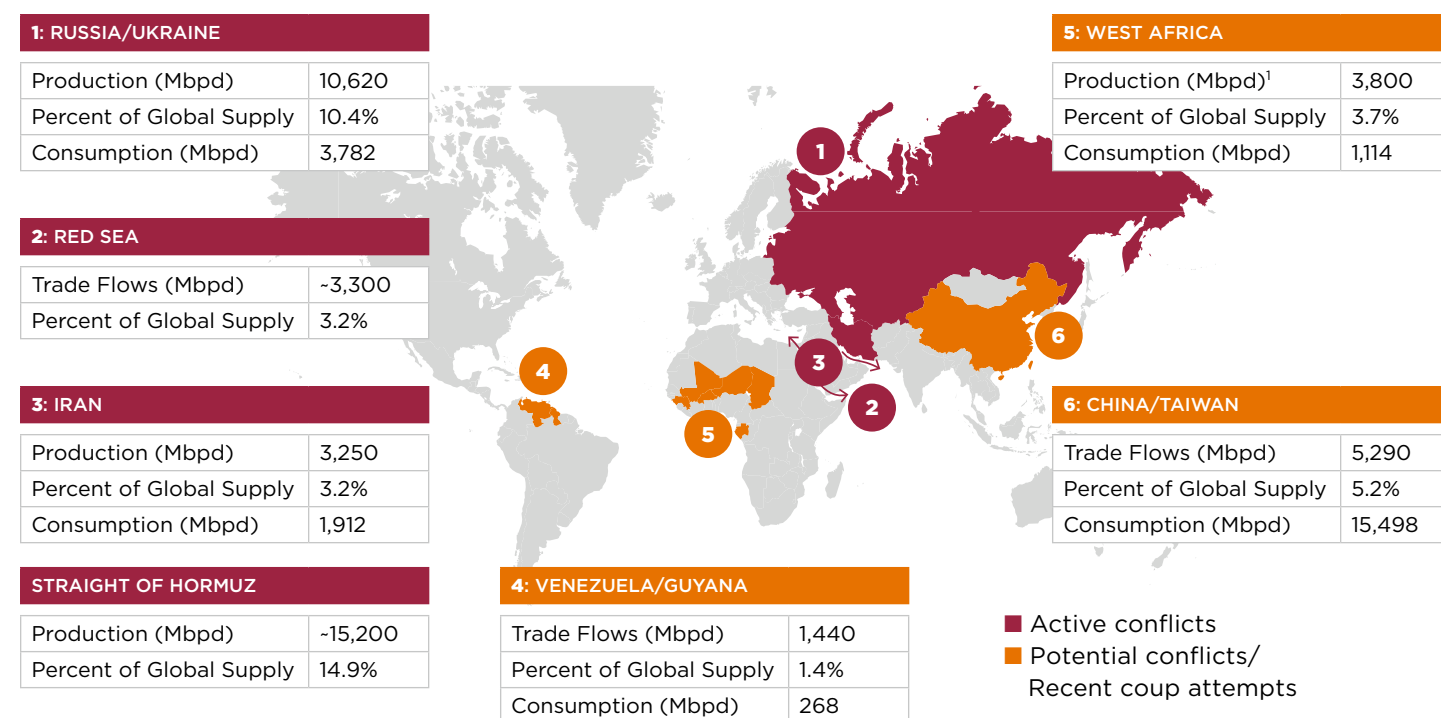 1: RUSSIA/UKRAINE
Production (Mbpd) 10,620
Percent of Global Supply 10.4%
Consumption (Mbpd) 3,782
2: RED SEA
Trade Flows (Mbpd) ~3,300
Percent of Global Supply 3.2%
3: IRAN
Production (Mbpd) 3,250
Percent of Global Supply 3.2%
Consumption (Mbpd) 1,912
STRAIGHT OF HORMUZ
Production (Mbpd) ~15,200
Percent of Global Supply 14.9%
4: VENEZUELA/GUYANA
Trade Flows (Mbpd) 1,440
Percent of Global Supply 1.4%
Consumption (Mbpd) 268
5: WEST AFRICA
Production (Mbpd)1 3,800
Percent of Global Supply 3.7%
Consumption (Mbpd) 1,114
6: CHINA/TAIWAN
Trade Flows (Mbpd) 5,290
Percent of Global Supply 5.2%
Consumption (Mbpd) 15,498
1
2
3
4
5
6
Active conflicts
Potential conflicts/
Recent coup attempts